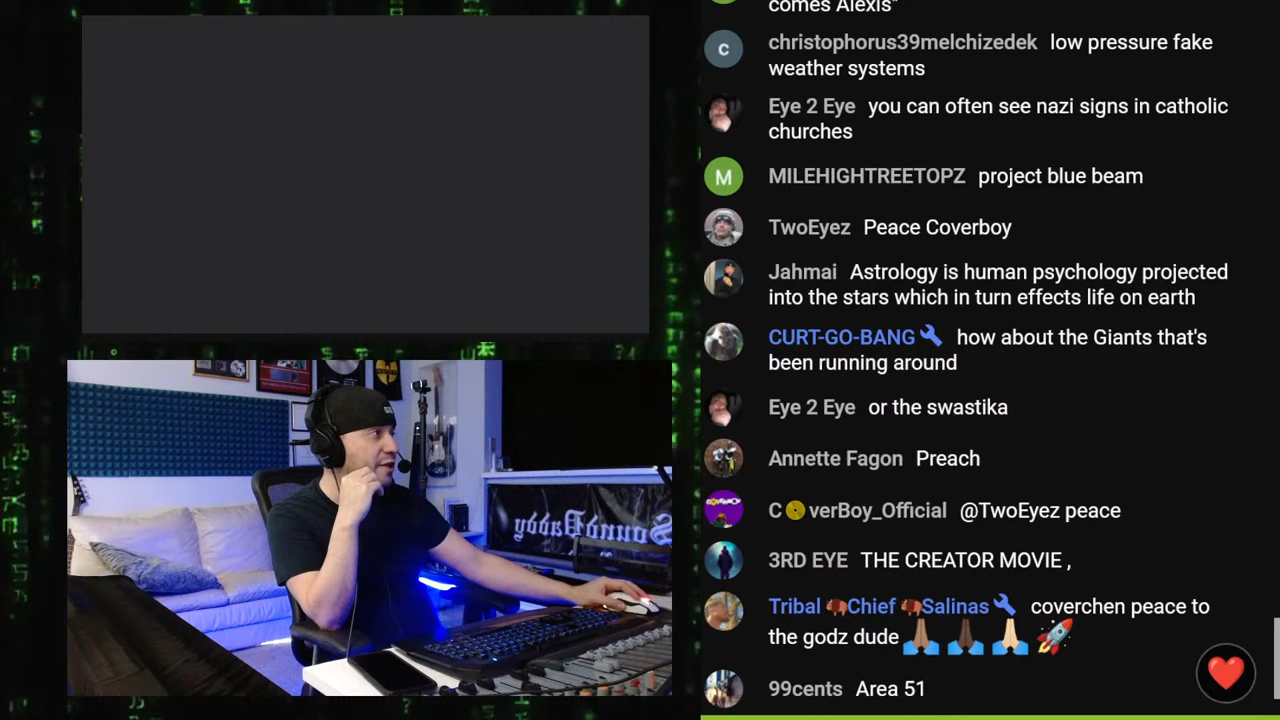 comes Alexis"
christophorus39melchizedek low pressure fake
weather systems
Eye 2 Eye you can often see nazi signs in catholic
churches
MILEHIGHTREETOPZ project blue beam
TwoEyez Peace Coverboy
Jahmai Astrology is human psychology projected
into the stars which in turn effects life on earth
CURT-GO-BANG 🔧 how about the Giants that's
been running around
Eye 2 Eye or the swastika
Annette Fagon Preach
C verBoy_Official @TwoEyez peace
3RD EYE THE CREATOR MOVIE ,
Tribal 🦬Chief 🦬Salinas 🔧 coverchen peace to
the godz dude 🙏🏽 🙏🏿 🙏🏼 🚀
99cents Area 51
C
M
SoundDaddy